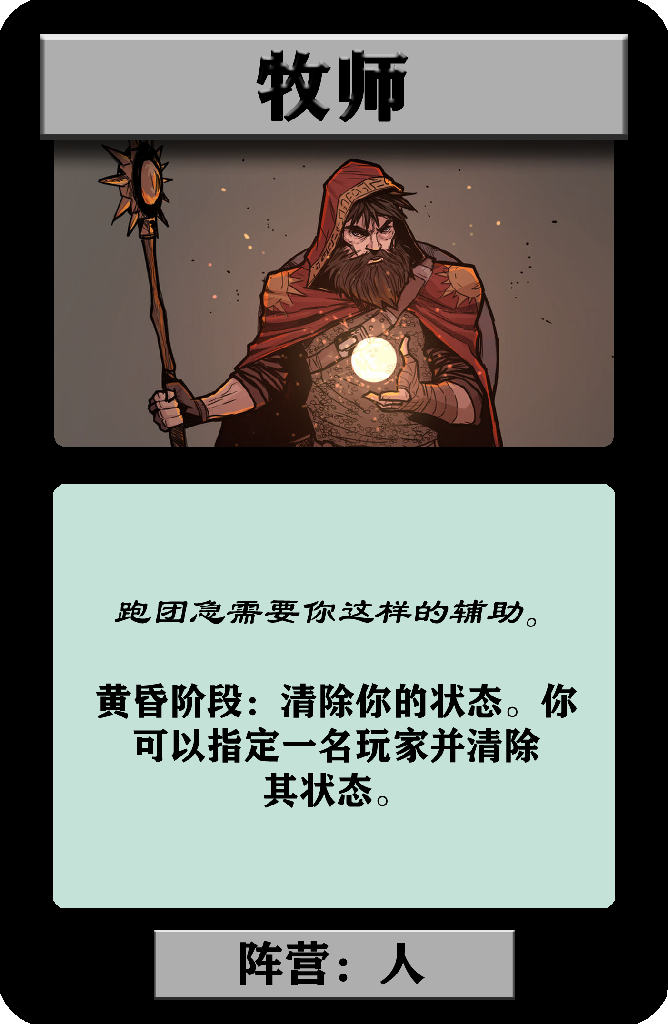 牧师
跑团急需要你这样的辅助。
黄昏阶段：清除你的状态。你
可以指定一名玩家并清除
其状态。
阵营：人